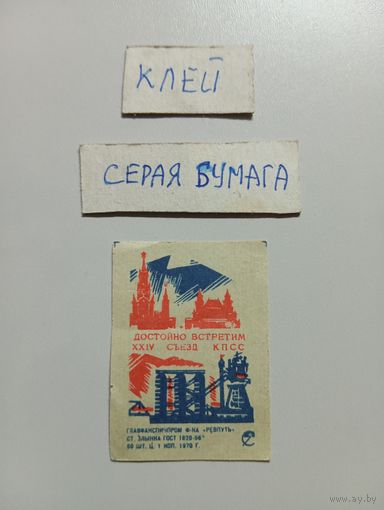 КЛЕЙ
СЕРАЯ БУМАГА
ДОСТОЙНО ВСТРЕТИМ
XXIV СЪЕЗД КПСС
ГЛАВФАНСПИЧПРОМ Ф-КА «РЕВПУТЬ»
СТ. ЗЛЫНКА ГОСТ 1820-56*
50 ШТ. Ц. 1 КОП. 1970 Г.
www.ay.by